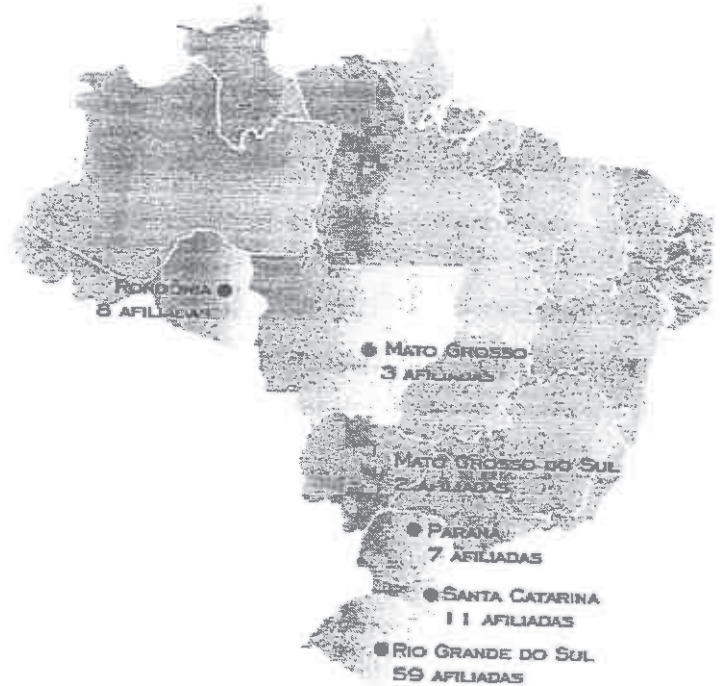 RONDÔNIA
8 AFILIADAS
MATO GROSSO
3 AFILIADAS
MATO GROSSO DO SUL
2 AFILIADAS
PARANÁ
7 AFILIADAS
SANTA CATARINA
11 AFILIADAS
RIO GRANDE DO SUL
59 AFILIADAS